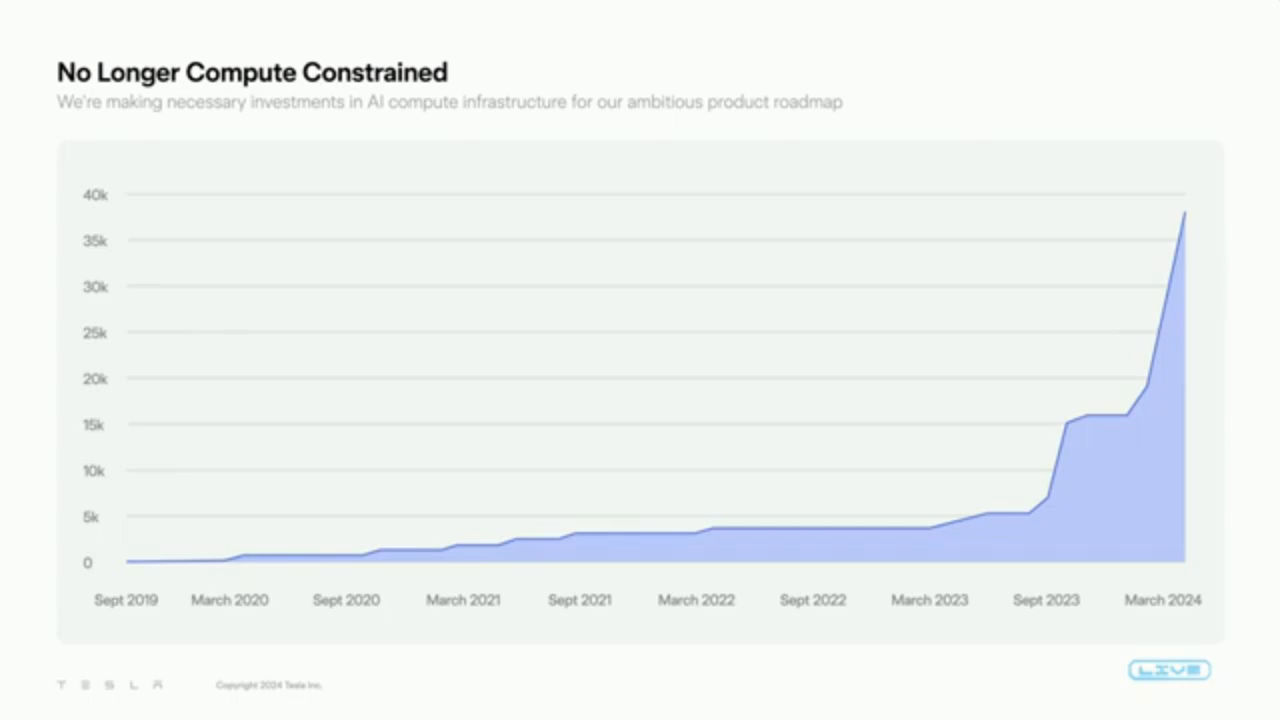 No Longer Compute Constrained
We're making necessary investments in AI compute infrastructure for our ambitious product roadmap
40k
35k
30k
25k
20k
15k
10k
5k
0
Sept 2019 March 2020 Sept 2020 March 2021 Sept 2021 March 2022 Sept 2022 March 2023 Sept 2023 March 2024
LIVE
TESLA Copyright 2024 Tesla Inc.